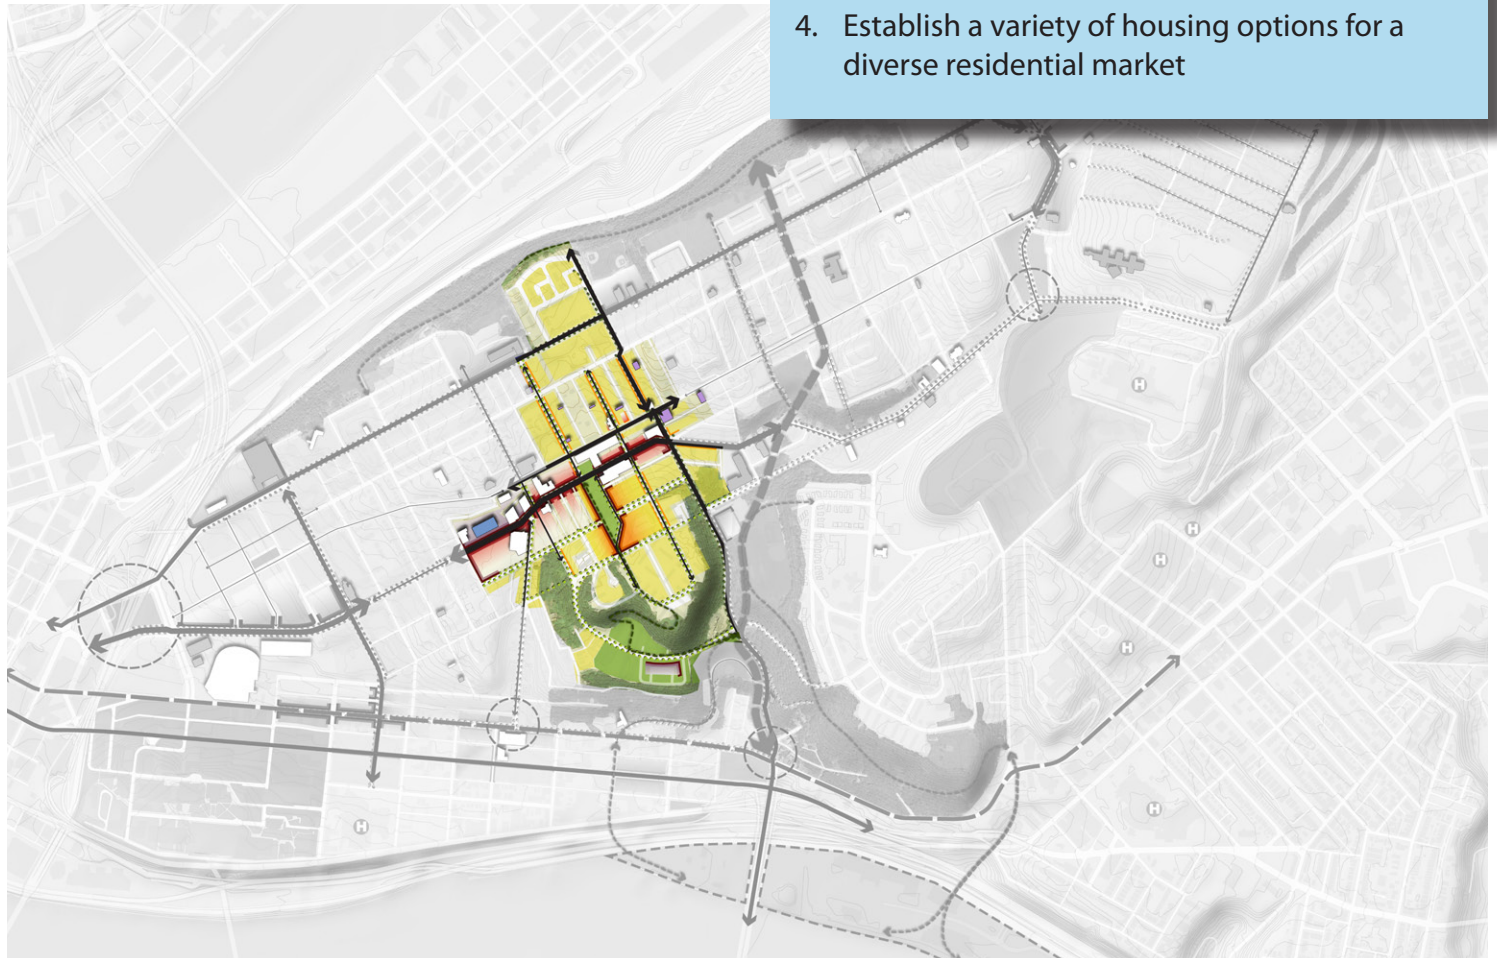 4. Establish a variety of housing options for a
diverse residential market
H
H
H
H
H
H